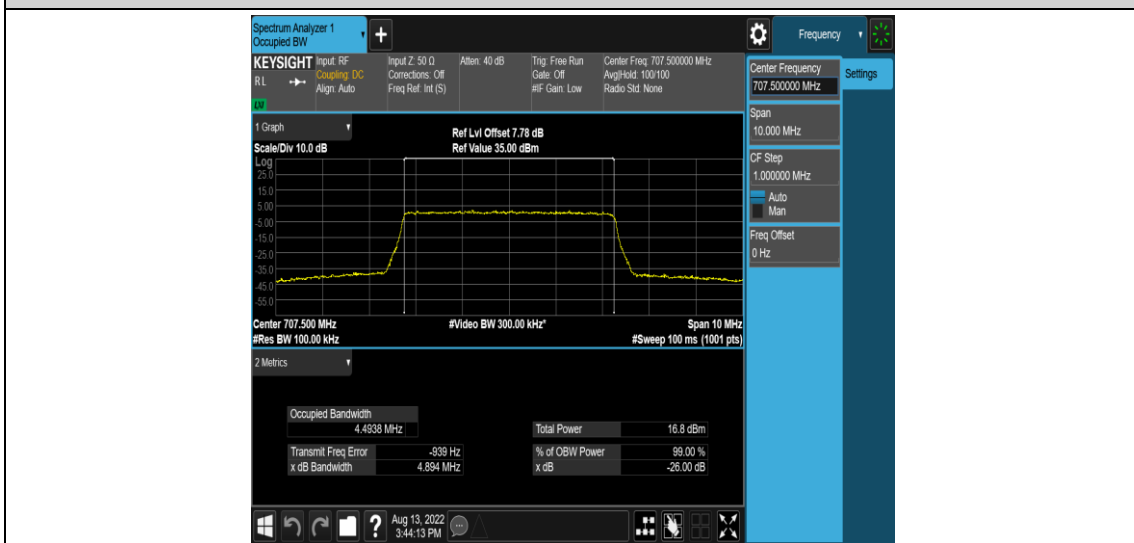 Spectrum Analyzer 1
Occupied BW
Frequency
KEYSIGHT Input: RF Input Z: 50 Ω Atten: 40 dB Trig: Free Run Center Freq: 707.500000 MHz
RL Coupling: DC Corrections: Off Gate: Off Avg|Hold: 100/100
Align: Auto Freq Ref: Int (S) #IF Gain: Low Radio Std: None
LXI
Center Frequency
707.500000 MHz
Settings
Span
10.000 MHz
CF Step
1.000000 MHz
Auto
Man
Freq Offset
0 Hz
1 Graph
Ref Lvl Offset 7.78 dB
Scale/Div 10.0 dB Ref Value 35.00 dBm
Log
25.0
15.0
5.00
-5.00
-15.0
-25.0
-35.0
-45.0
-55.0
Center 707.500 MHz #Video BW 300.00 kHz* Span 10 MHz
#Res BW 100.00 kHz #Sweep 100 ms (1001 pts)
2 Metrics
Occupied Bandwidth
4.4938 MHz Total Power 16.8 dBm
Transmit Freq Error -939 Hz % of OBW Power 99.00 %
x dB Bandwidth 4.894 MHz x dB -26.00 dB
? Aug 13, 2022
3:44:13 PM